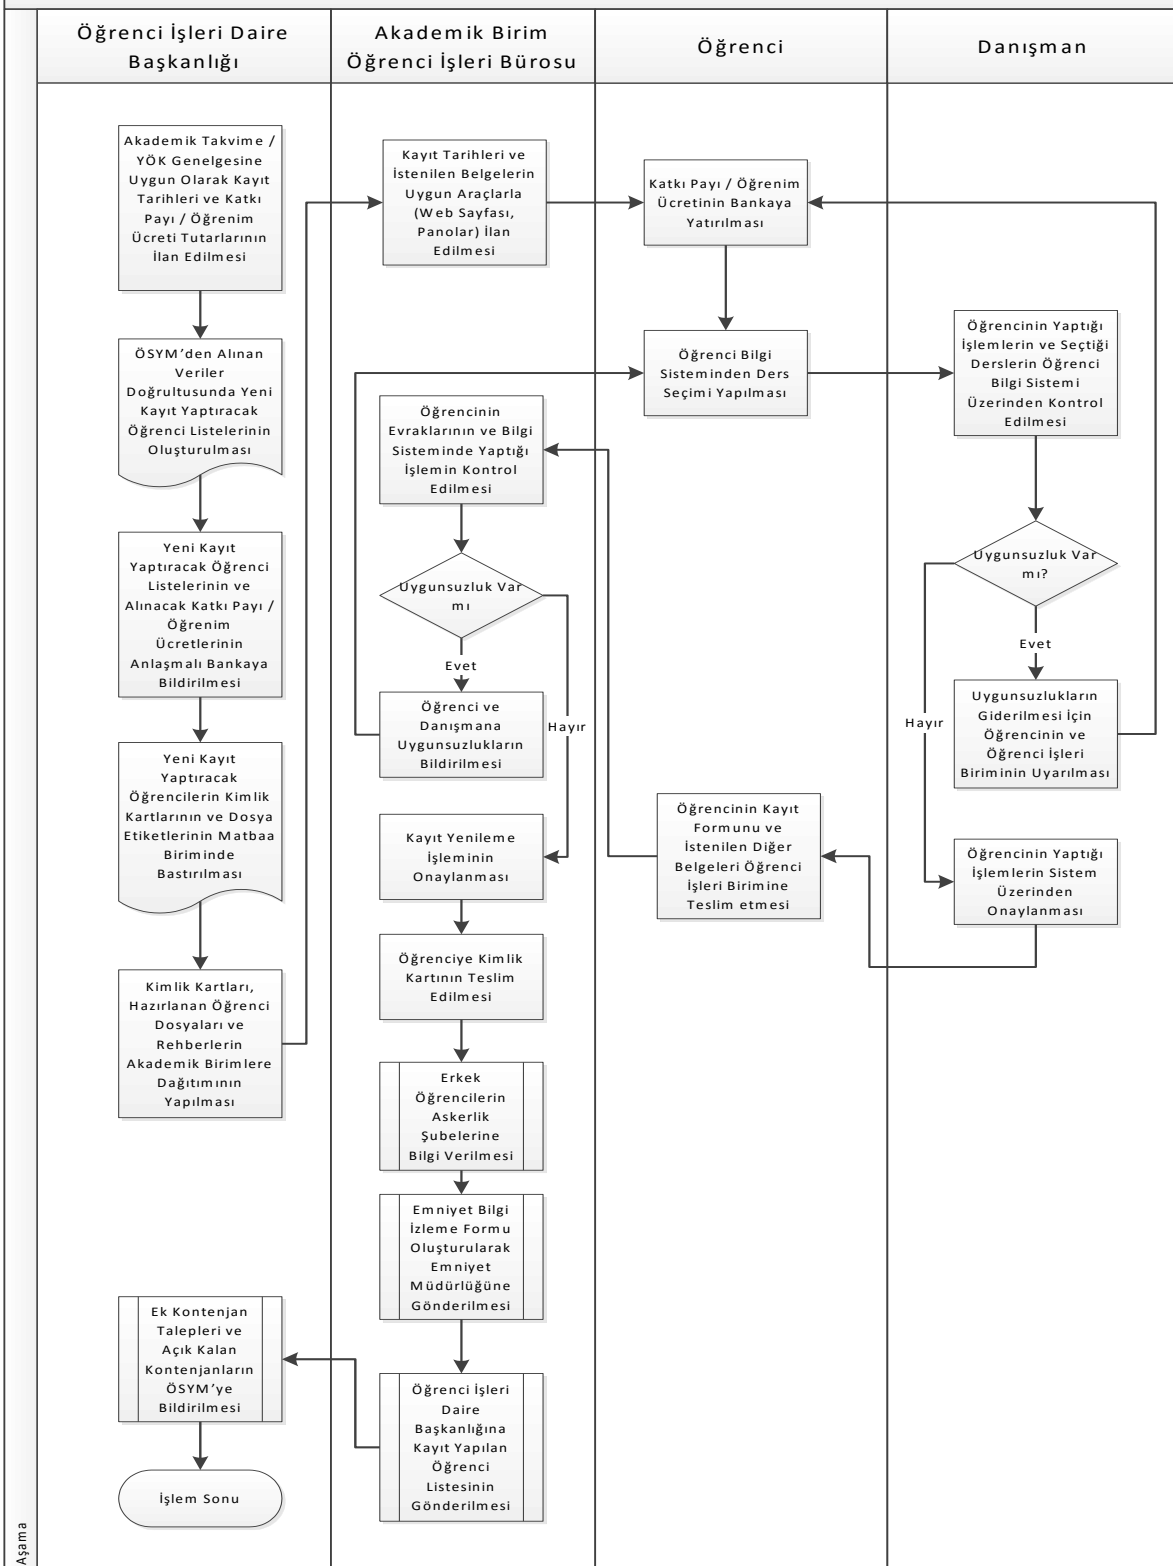 Öğrenci İşleri Daire
Başkanlığı
Akademik Birim
Öğrenci İşleri Bürosu
Öğrenci
Danışman
Akademik Takvime /
YÖK Genelgesine
Uygun Olarak Kayıt
Tarihleri ve Katkı
Payı / Öğrenim
Ücreti Tutarlarının
İlan Edilmesi
ÖSYM'den Alınan
Veriler
Doğrultusunda Yeni
Kayıt Yaptıracak
Öğrenci Listelerinin
Oluşturulması
Yeni Kayıt
Yaptıracak Öğrenci
Listelerinin ve
Alınacak Katkı Payı /
Öğrenim
Ücretlerinin
Anlaşmalı Bankaya
Bildirilmesi
Yeni Kayıt
Yaptıracak
Öğrencilerin Kimlik
Kartlarının ve Dosya
Etiketlerinin Matbaa
Biriminde
Bastırılması
Kimlik Kartları,
Hazırlanan Öğrenci
Dosyaları ve
Rehberlerin
Akademik Birimlere
Dağıtımının
Yapılması
Kayıt Tarihleri ve
İstenilen Belgelerin
Uygun Araçlarla
(Web Sayfası,
Panolar) İlan
Edilmesi
Katkı Payı / Öğrenim
Ücretinin Bankaya
Yatırılması
Öğrenci Bilgi
Sisteminden Ders
Seçimi Yapılması
Öğrencinin Yaptığı
İşlemlerin ve Seçtiği
Derslerin Öğrenci
Bilgi Sistemi
Üzerinden Kontrol
Edilmesi
Uygunsuzluk Var
mı?
Evet
Hayır
Uygunsuzlukların
Giderilmesi İçin
Öğrencinin ve
Öğrenci İşleri
Biriminin Uyarılması
Öğrencinin Yaptığı
İşlemlerin Sistem
Üzerinden
Onaylanması
Öğrencinin Kayıt
Formunu ve
İstenilen Diğer
Belgeleri Öğrenci
İşleri Birimine
Teslim etmesi
Öğrencinin
Evraklarının ve Bilgi
Sisteminde Yaptığı
İşlemin Kontrol
Edilmesi
Uygunsuzluk Var
mı
Evet
Hayır
Öğrenci ve
Danışmana
Uygunsuzlukların
Bildirilmesi
Kayıt Yenileme
İşleminin
Onaylanması
Öğrenciye Kimlik
Kartının Teslim
Edilmesi
Erkek
Öğrencilerin
Askerlik
Şubelerine
Bilgi Verilmesi
Emniyet Bilgi
İzleme Formu
Oluşturularak
Emniyet
Müdürlüğüne
Gönderilmesi
Öğrenci İşleri
Daire
Başkanlığına
Kayıt Yapılan
Öğrenci
Listesinin
Gönderilmesi
Ek Kontenjan
Talepleri ve
Açık Kalan
Kontenjanların
ÖSYM'ye
Bildirilmesi
İşlem Sonu
Aşama